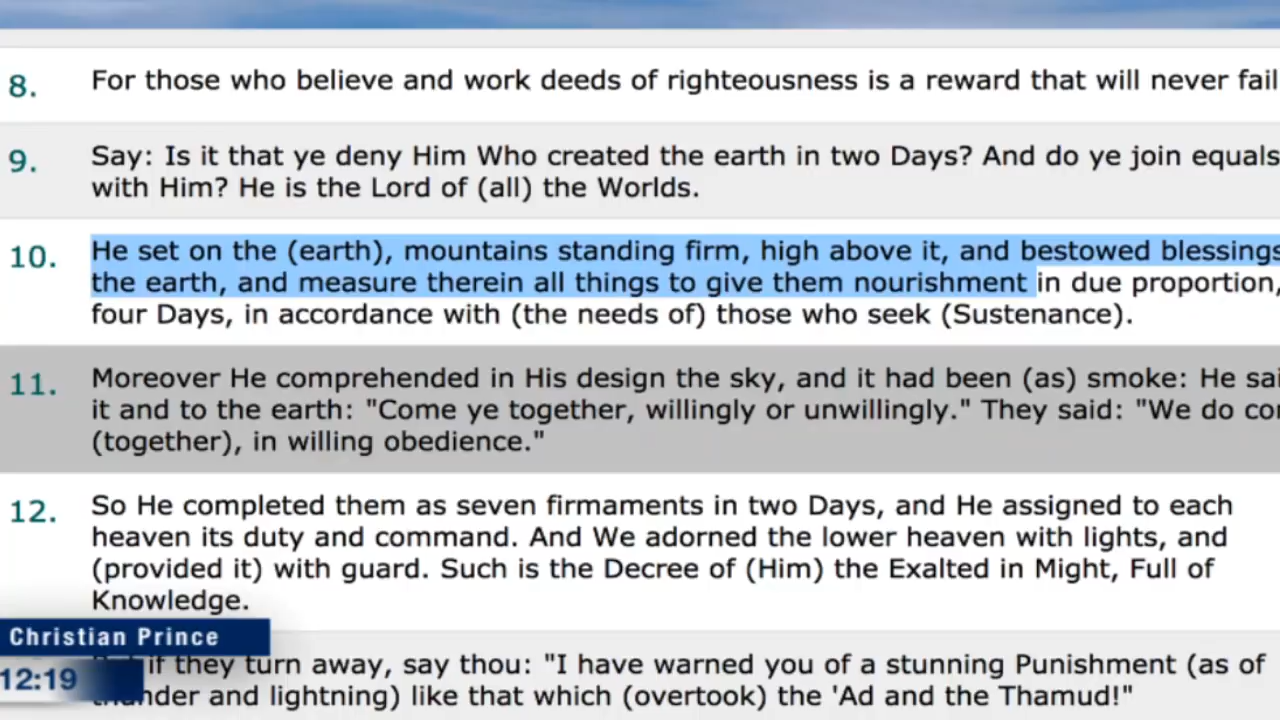 8. For those who believe and work deeds of righteousness is a reward that will never fail
9. Say: Is it that ye deny Him Who created the earth in two Days? And do ye join equals
with Him? He is the Lord of (all) the Worlds.
10. He set on the (earth), mountains standing firm, high above it, and bestowed blessings
the earth, and measure therein all things to give them nourishment in due proportion,
four Days, in accordance with (the needs of) those who seek (Sustenance).
11. Moreover He comprehended in His design the sky, and it had been (as) smoke: He sai
it and to the earth: "Come ye together, willingly or unwillingly." They said: "We do co
(together), in willing obedience."
12. So He completed them as seven firmaments in two Days, and He assigned to each
heaven its duty and command. And We adorned the lower heaven with lights, and
(provided it) with guard. Such is the Decree of (Him) the Exalted in Might, Full of
Knowledge.
Christian Prince
if they turn away, say thou: "I have warned you of a stunning Punishment (as of
12:19
and lightning) like that which (overtook) the 'Ad and the Thamud!"